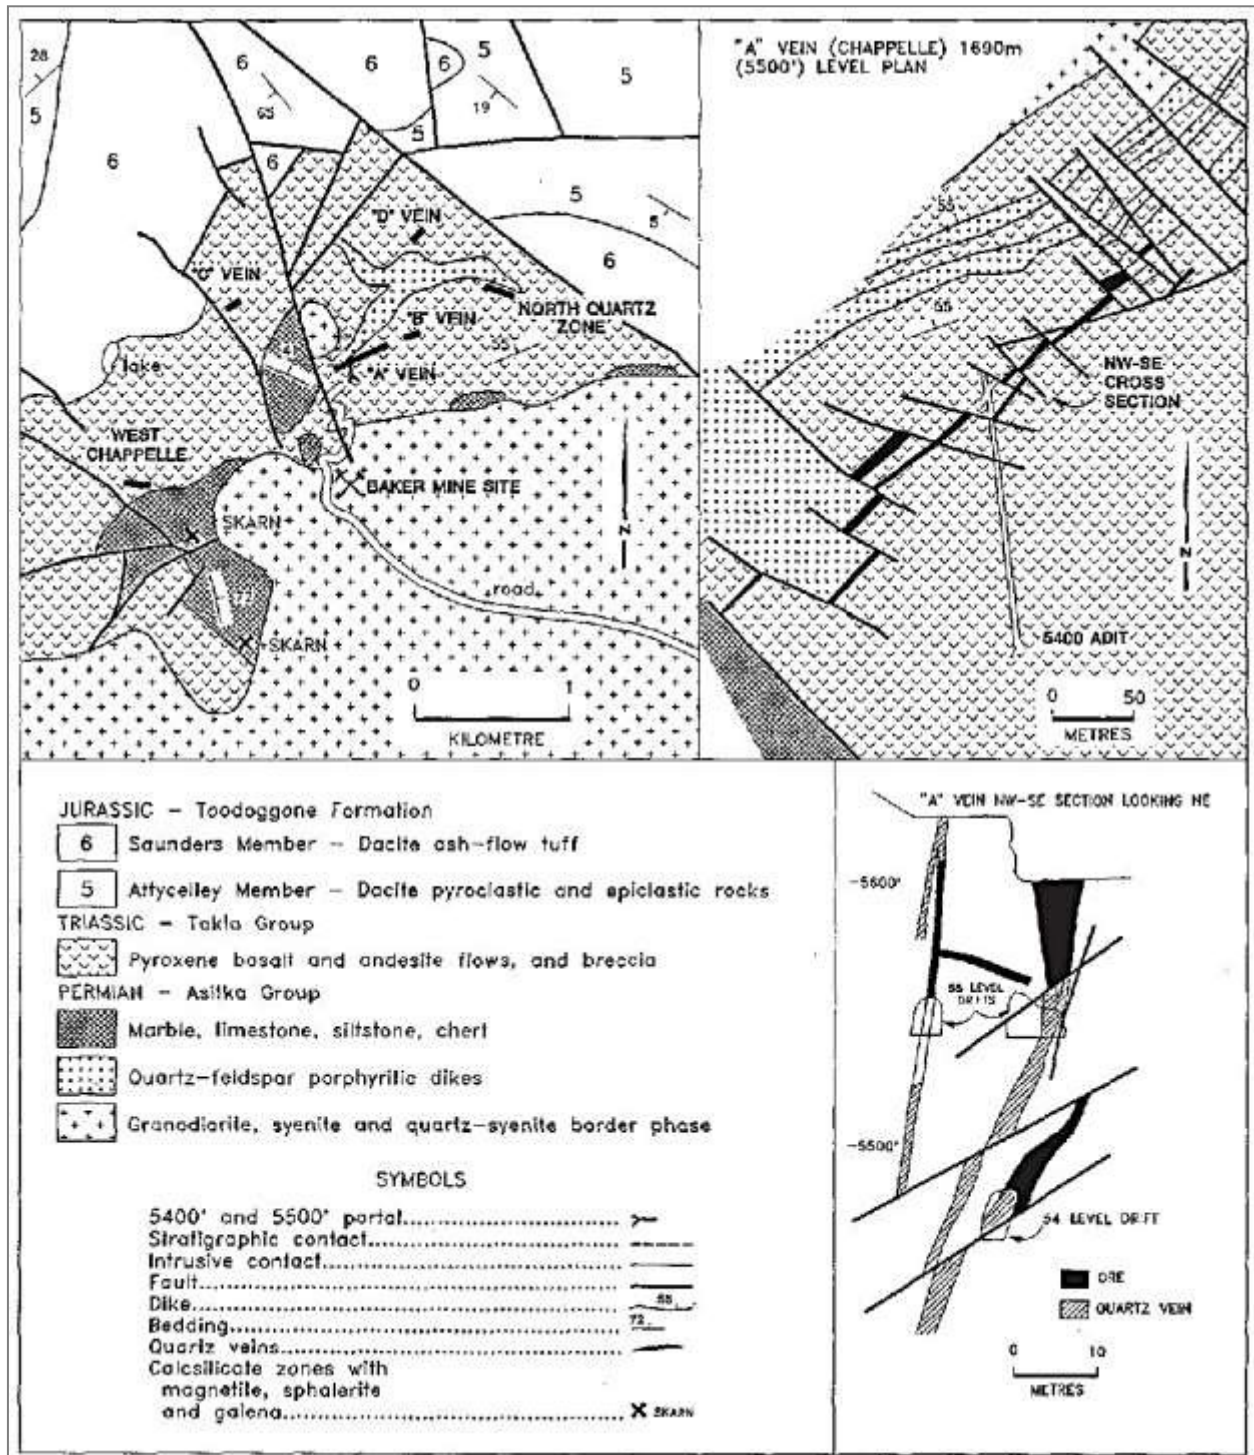 28
5
6
65
6
6
5
19
5
5
6
6
5
5
6
"D" VEIN
"C" VEIN
NORTH QUARTZ
ZONE
"B" VEIN
55
lake
"A" VEIN
WEST
CHAPPELLE
BAKER MINE SITE
SKARN
77
SKARN
road
N
0 1
KILOMETRE
"A" VEIN (CHAPPELLE) 1690m
(5500') LEVEL PLAN
55
55
NW-SE
CROSS
SECTION
N
5400 ADIT
0 50
METRES
JURASSIC – Toodoggone Formation
6 Saunders Member – Dacite ash-flow tuff
5 Attycelley Member – Dacite pyroclastic and epiclastic rocks
TRIASSIC – Takla Group
Pyroxene basalt and andesite flows, and breccia
PERMIAN – Asitka Group
Marble, limestone, siltstone, chert
Quartz-feldspar porphyritic dikes
Granodiorite, syenite and quartz-syenite border phase
SYMBOLS
5400' and 5500' portal
Stratigraphic contact
Intrusive contact
Fault
Dike 55
Bedding 72
Quartz veins
Calcsilicate zones with
magnetite, sphalerite
and galena SKARN
"A" VEIN NW-SE SECTION LOOKING NE
-5600'
55 LEVEL
DRIFTS
-5500'
54 LEVEL DRIFT
ORE
QUARTZ VEIN
0 10
METRES